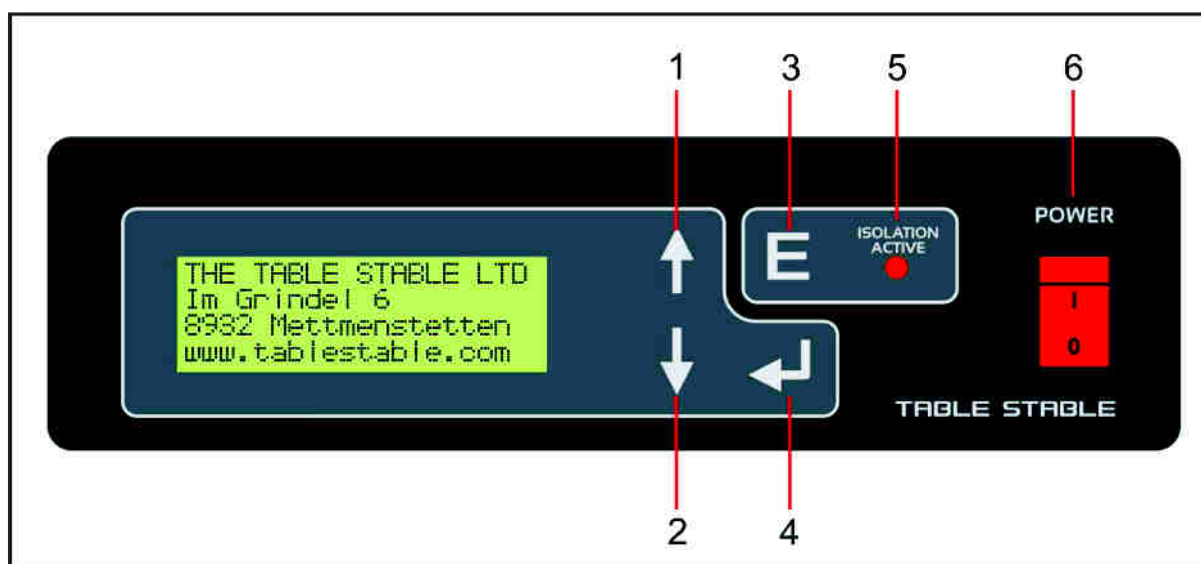 1 3 5 6
POWER
ISOLATION
ACTIVE
E
THE TABLE STABLE LTD
Im Grindel 6
8932 Mettmenstetten
www.tablestable.com
I
0
TABLE STABLE
2 4